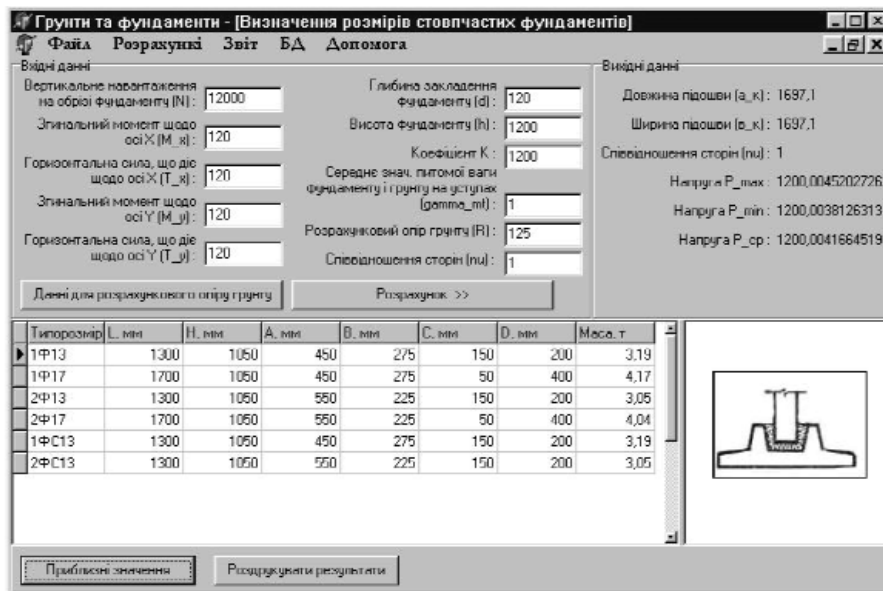 Грунти та фундаменти - [Визначення розмірів стовпчастих фундаментів]
Файл Розрахункі Звіт БД Допомога
Вхідні данні
Вертикальне навантаження
на обрізі фундаменту (N) : 12000
Згинальний момент щодо
осі X (M_x) : 120
Горизонтальна сила, що діє
щодо осі X (T_x) : 120
Згинальний момент щодо
осі Y (M_y) : 120
Горизонтальна сила, що діє
щодо осі Y (T_y) : 120
Глибина закладення
фундаменту (d) : 120
Висота фундаменту (h) : 1200
Коефіцієнт K : 1200
Середнє знач. питомої ваги
фундаменту і грунту на уступах
(gamma_mt) : 1
Розрахунковий опір грунту (R) : 125
Співвідношення сторін (nu) : 1
Вихідні данні
Довжина підошви (a_к) : 1697,1
Ширина підошви (в_к) : 1697,1
Співвідношення сторін (nu) : 1
Напруга P_max : 1200,0045202726
Напруга P_min : 1200,0038126313
Напруга P_ср : 1200,0041664519
Данні для розрахункового опіру грунту
Розрахунок >>
Типорозмір L, мм H, мм A, мм B, мм C, мм D, мм Маса, т
1Ф13 1300 1050 450 275 150 200 3,19
1Ф17 1700 1050 450 275 50 400 4,17
2Ф13 1300 1050 550 225 150 200 3,05
2Ф17 1700 1050 550 225 50 400 4,04
1ФС13 1300 1050 450 275 150 200 3,19
2ФС13 1300 1050 550 225 150 200 3,05
Приблизні значення
Роздрукувати результати